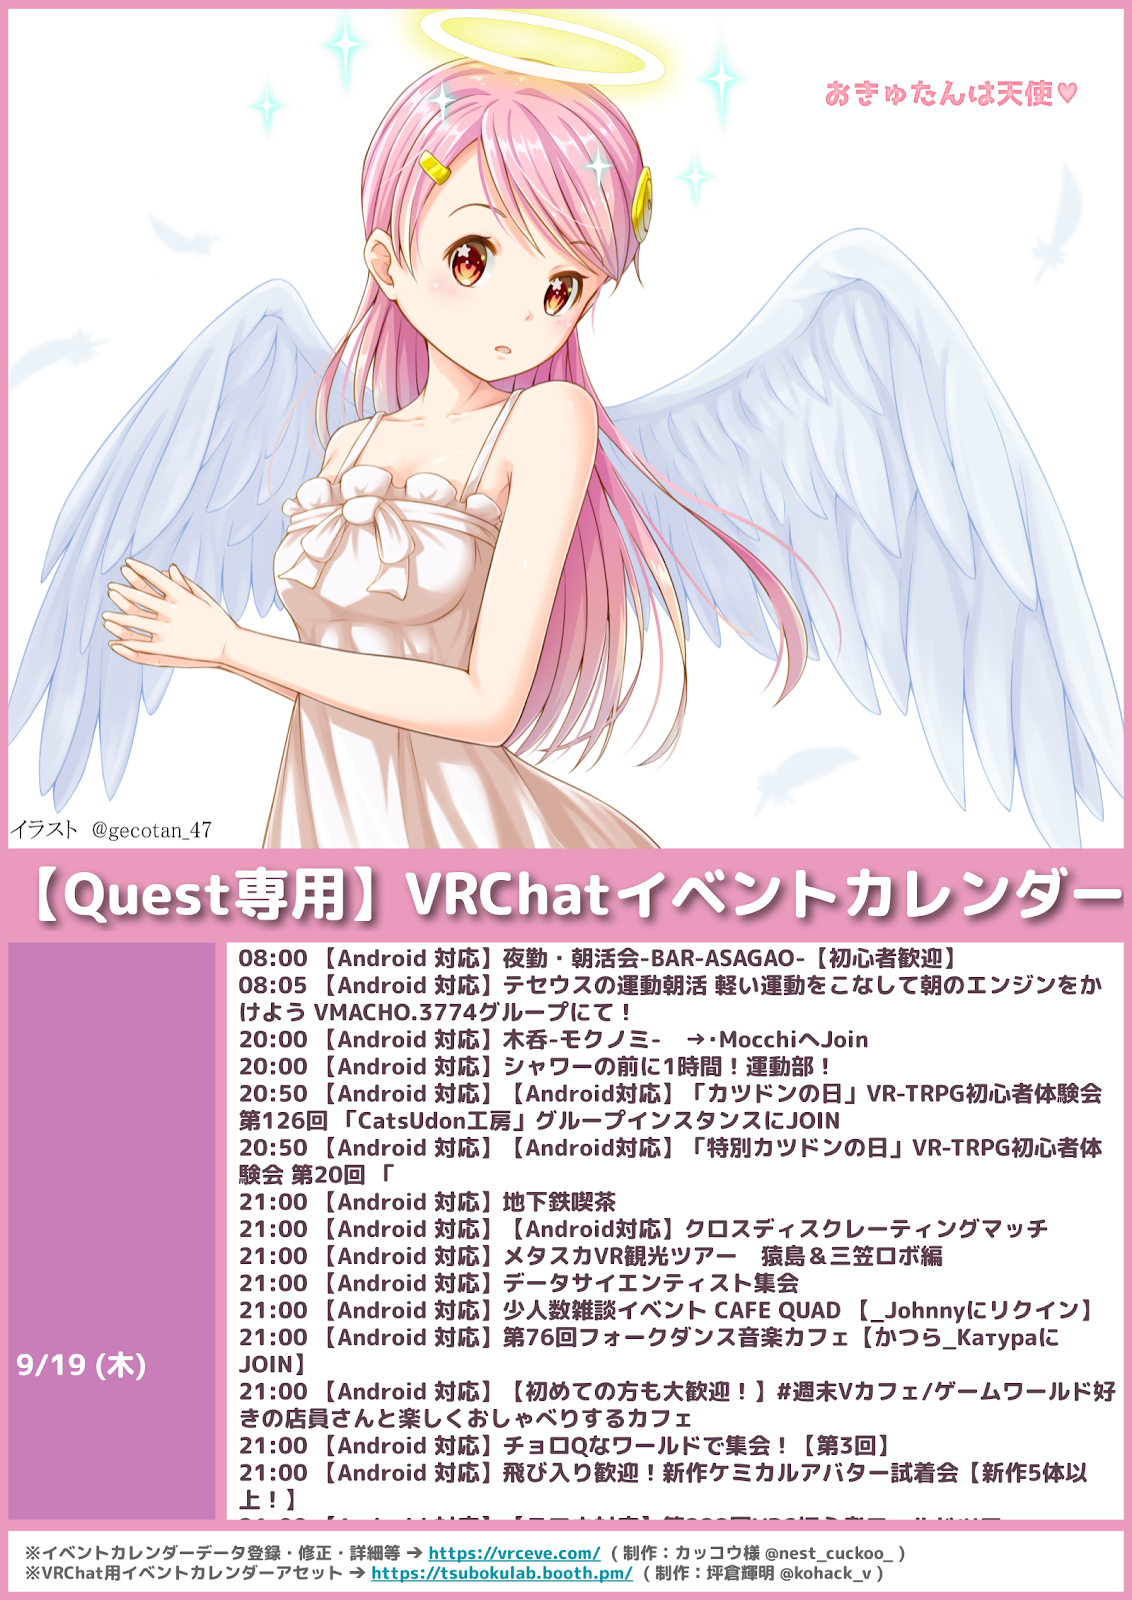 おきゅたんは天使♥
イラスト @gecotan_47
【Quest専用】VRChatイベントカレンダー
9/19 (木)
08:00 【Android 対応】夜勤・朝活会-BAR-ASAGAO-【初心者歓迎】
08:05 【Android 対応】テセウスの運動朝活 軽い運動をこなして朝のエンジンをか
けよう VMACHO.3774グループにて！
20:00 【Android 対応】木呑-モクノミ-　→·MocchiへJoin
20:00 【Android 対応】シャワーの前に1時間！運動部！
20:50 【Android 対応】【Android対応】「カツドンの日」VR-TRPG初心者体験会
第126回 「CatsUdon工房」グループインスタンスにJOIN
20:50 【Android 対応】【Android対応】「特別カツドンの日」VR-TRPG初心者体
験会 第20回 「
21:00 【Android 対応】地下鉄喫茶
21:00 【Android 対応】【Android対応】クロスディスクレーティングマッチ
21:00 【Android 対応】メタスカVR観光ツアー　猿島＆三笠ロボ編
21:00 【Android 対応】データサイエンティスト集会
21:00 【Android 対応】少人数雑談イベント CAFE QUAD 【_Johnnyにリクイン】
21:00 【Android 対応】第76回フォークダンス音楽カフェ【かつら_Катураに
JOIN】
21:00 【Android 対応】【初めての方も大歓迎！】#週末Vカフェ/ゲームワールド好
きの店員さんと楽しくおしゃべりするカフェ
21:00 【Android 対応】チョロQなワールドで集会！【第3回】
21:00 【Android 対応】飛び入り歓迎！新作ケミカルアバター試着会【新作5体以
上！】
※イベントカレンダーデータ登録・修正・詳細等 → https://vrceve.com/ （制作：カッコウ様 @nest_cuckoo_ ）
※VRChat用イベントカレンダーアセット → https://tsubokulab.booth.pm/ （制作：坪倉輝明 @kohack_v ）